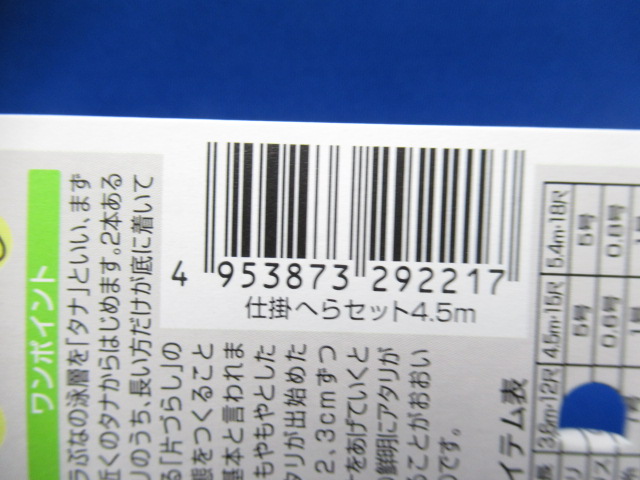 4 953873 292217
仕掛へらセット4.5m
ワンポイント
らぶなの泳層を「タナ」といい、まず
近くのタナからはじめます。2本ある
りのうち、長い方だけが底に着いて
る「片づらし」の
態をつくること
基本と言われま
もやもやとした
タリが出始めた
2、3cmずつ
をあげていくと
鮮明にアタリが
ことがおおい
のです。
イテム表
3.6m・12尺
4.5m・15尺
5号
0.6号
5.4m・18尺
5号
0.8号